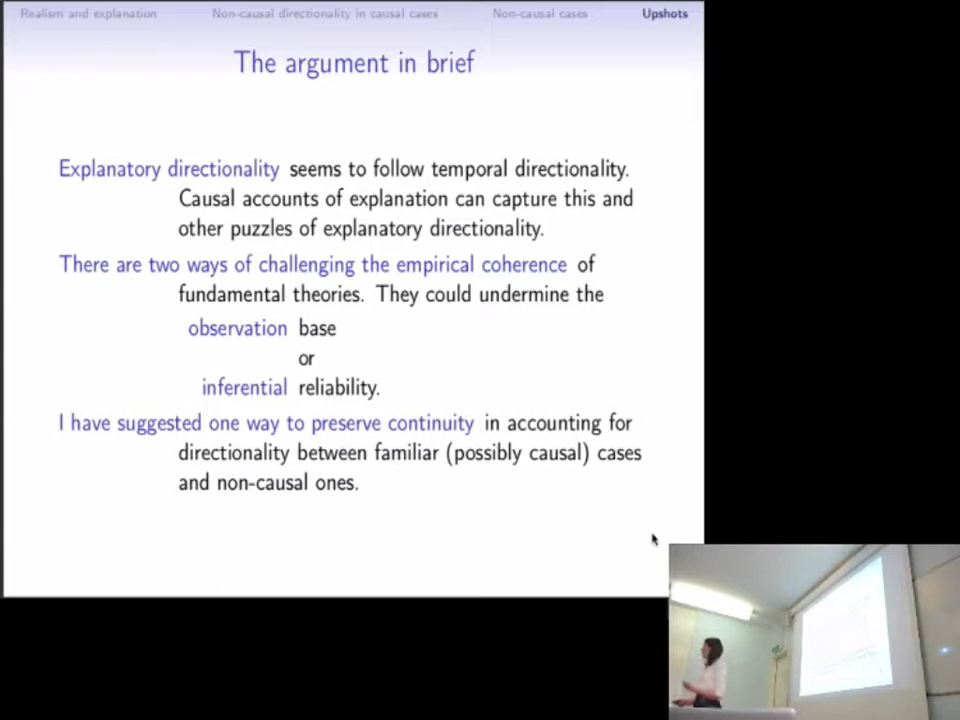 Realism and explanation Non-causal directionality in causal cases Non-causal cases Upshots
The argument in brief
Explanatory directionality seems to follow temporal directionality.
Causal accounts of explanation can capture this and
other puzzles of explanatory directionality.
There are two ways of challenging the empirical coherence of
fundamental theories. They could undermine the
observation base
or
inferential reliability.
I have suggested one way to preserve continuity in accounting for
directionality between familiar (possibly causal) cases
and non-causal ones.